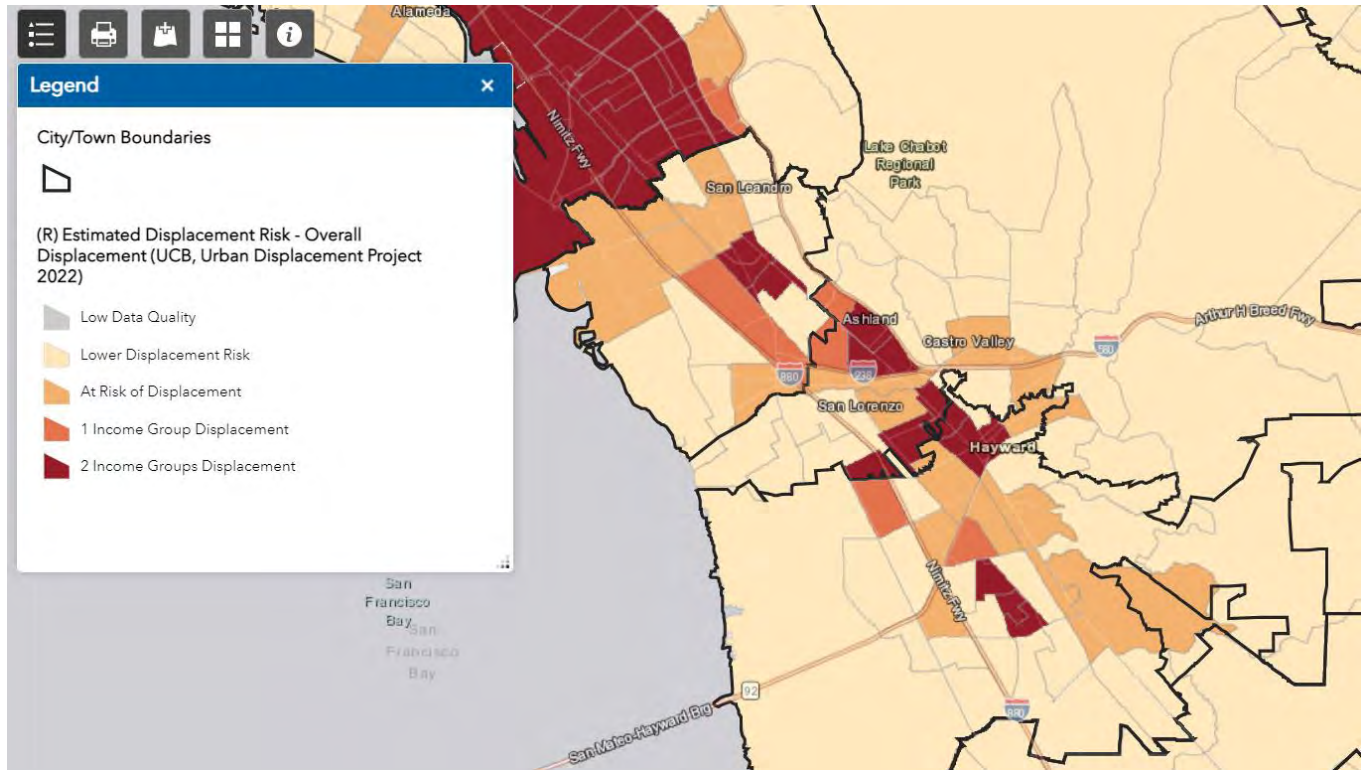 Alameda
Legend
×
City/Town Boundaries
(R) Estimated Displacement Risk - Overall
Displacement (UCB, Urban Displacement Project
2022)
Low Data Quality
Lower Displacement Risk
At Risk of Displacement
1 Income Group Displacement
2 Income Groups Displacement
Nimitz Fwy
Lake Chabot
Regional
Park
San Leandro
Ashland
Castro Valley
Arthur H Breed Fwy
580
880
238
San Lorenzo
Hayward
Nimitz Fwy
San
Francisco
Bay
San
Francisco
Bay
92
880
San Mateo-Hayward Brg